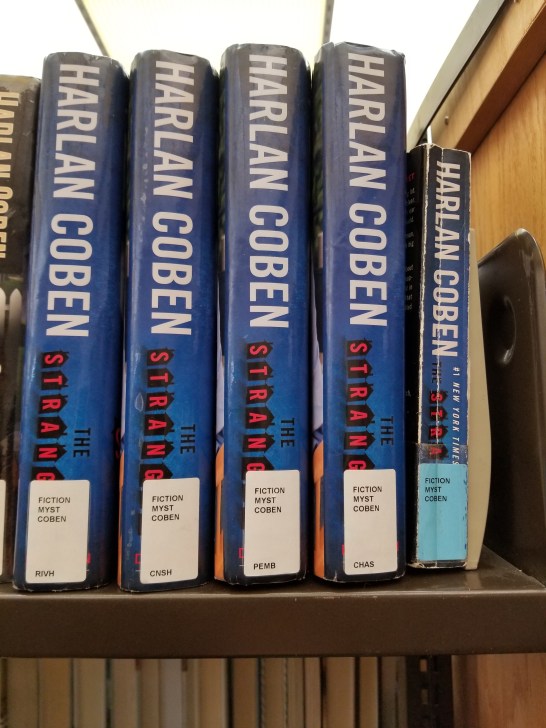 HARLAN COBEN
HARLAN COBEN
THE
STRANG
FICTION
MYST
COBEN
RIVH
HARLAN COBEN
THE
STRANG
FICTION
MYST
COBEN
CNSH
HARLAN COBEN
THE
STRANG
FICTION
MYST
COBEN
PEMB
HARLAN COBEN
THE
STRANG
FICTION
MYST
COBEN
CHAS
HARLAN COBEN
#1 NEW YORK TIMES
THE STRA
FICTION
MYST
COBEN